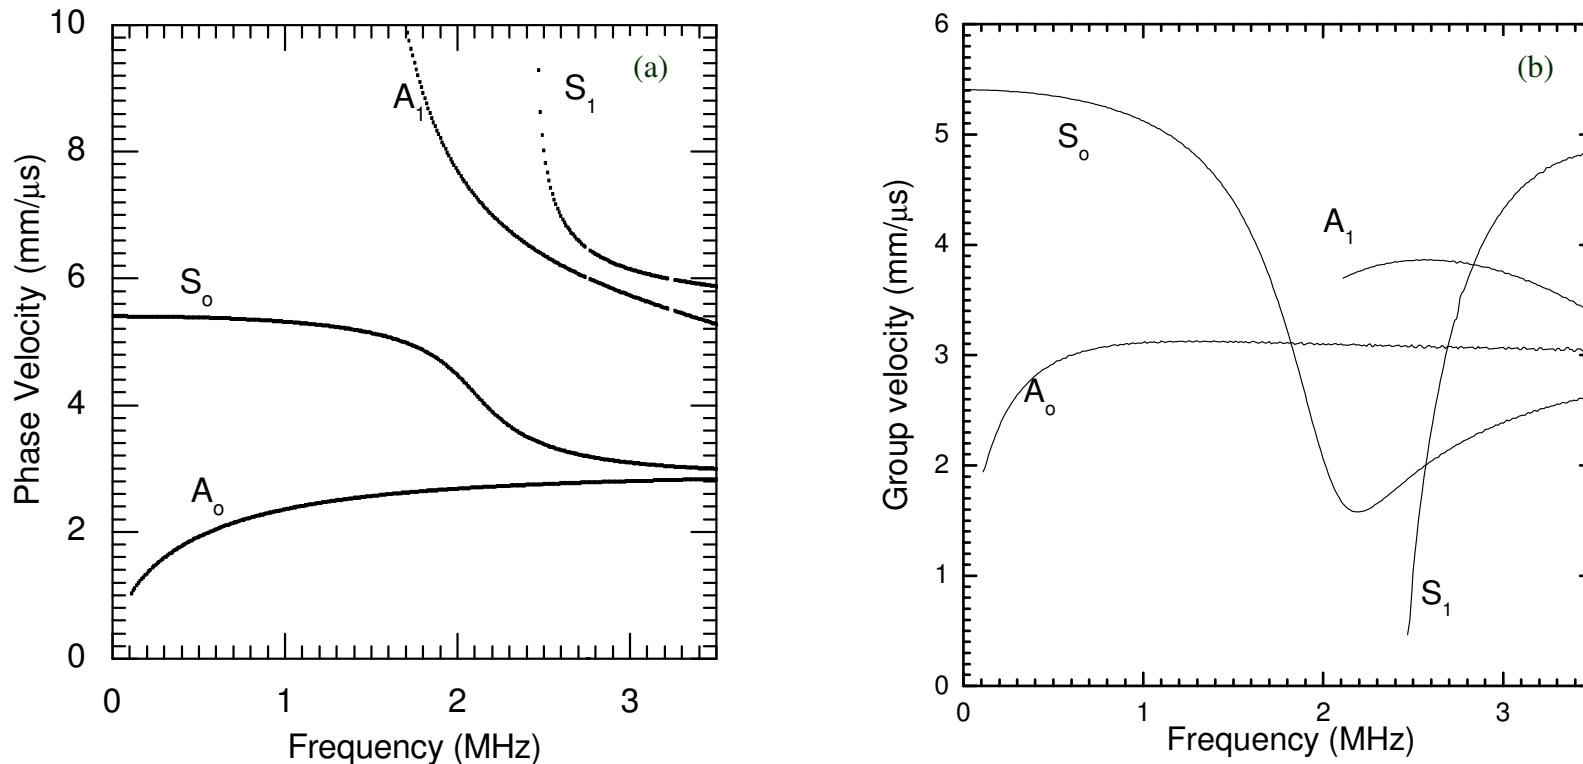 (a)
Phase Velocity (mm/μs)
10
8
6
4
2
0
A1
S1
So
Ao
0 1 2 3
Frequency (MHz)
(b)
Group velocity (mm/μs)
6
5
4
3
2
1
0
So
A1
Ao
S1
0 1 2 3
Frequency (MHz)